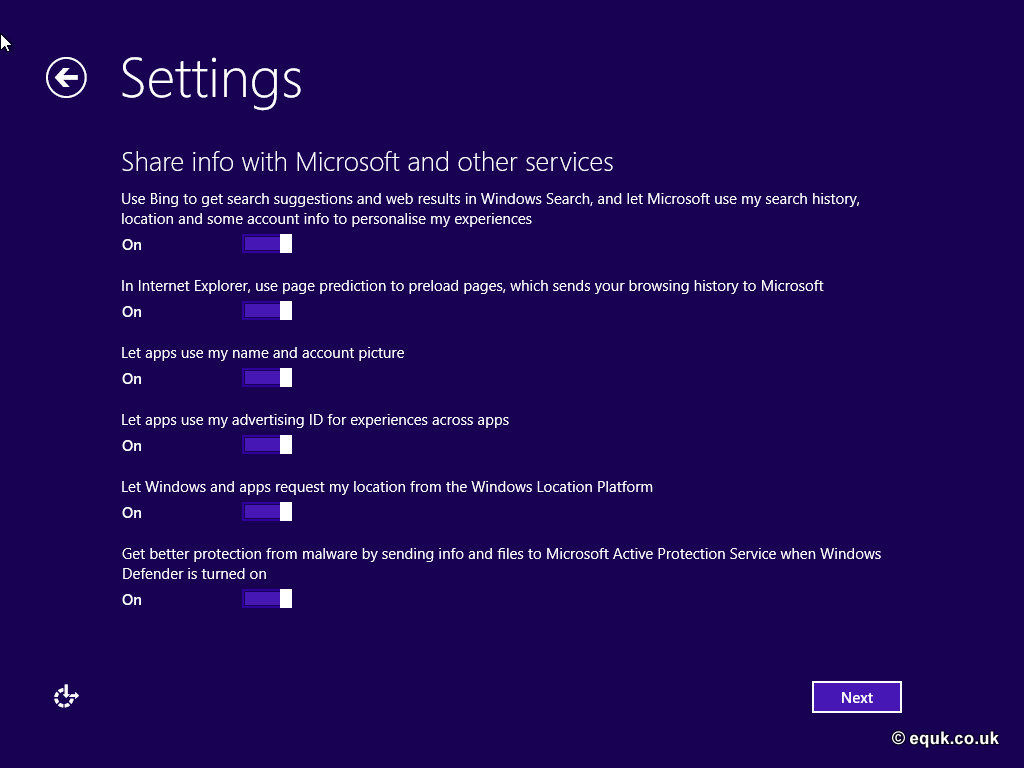 Settings
Share info with Microsoft and other services
Use Bing to get search suggestions and web results in Windows Search, and let Microsoft use my search history,
location and some account info to personalise my experiences
On
In Internet Explorer, use page prediction to preload pages, which sends your browsing history to Microsoft
On
Let apps use my name and account picture
On
Let apps use my advertising ID for experiences across apps
On
Let Windows and apps request my location from the Windows Location Platform
On
Get better protection from malware by sending info and files to Microsoft Active Protection Service when Windows
Defender is turned on
On
Next
© equk.co.uk